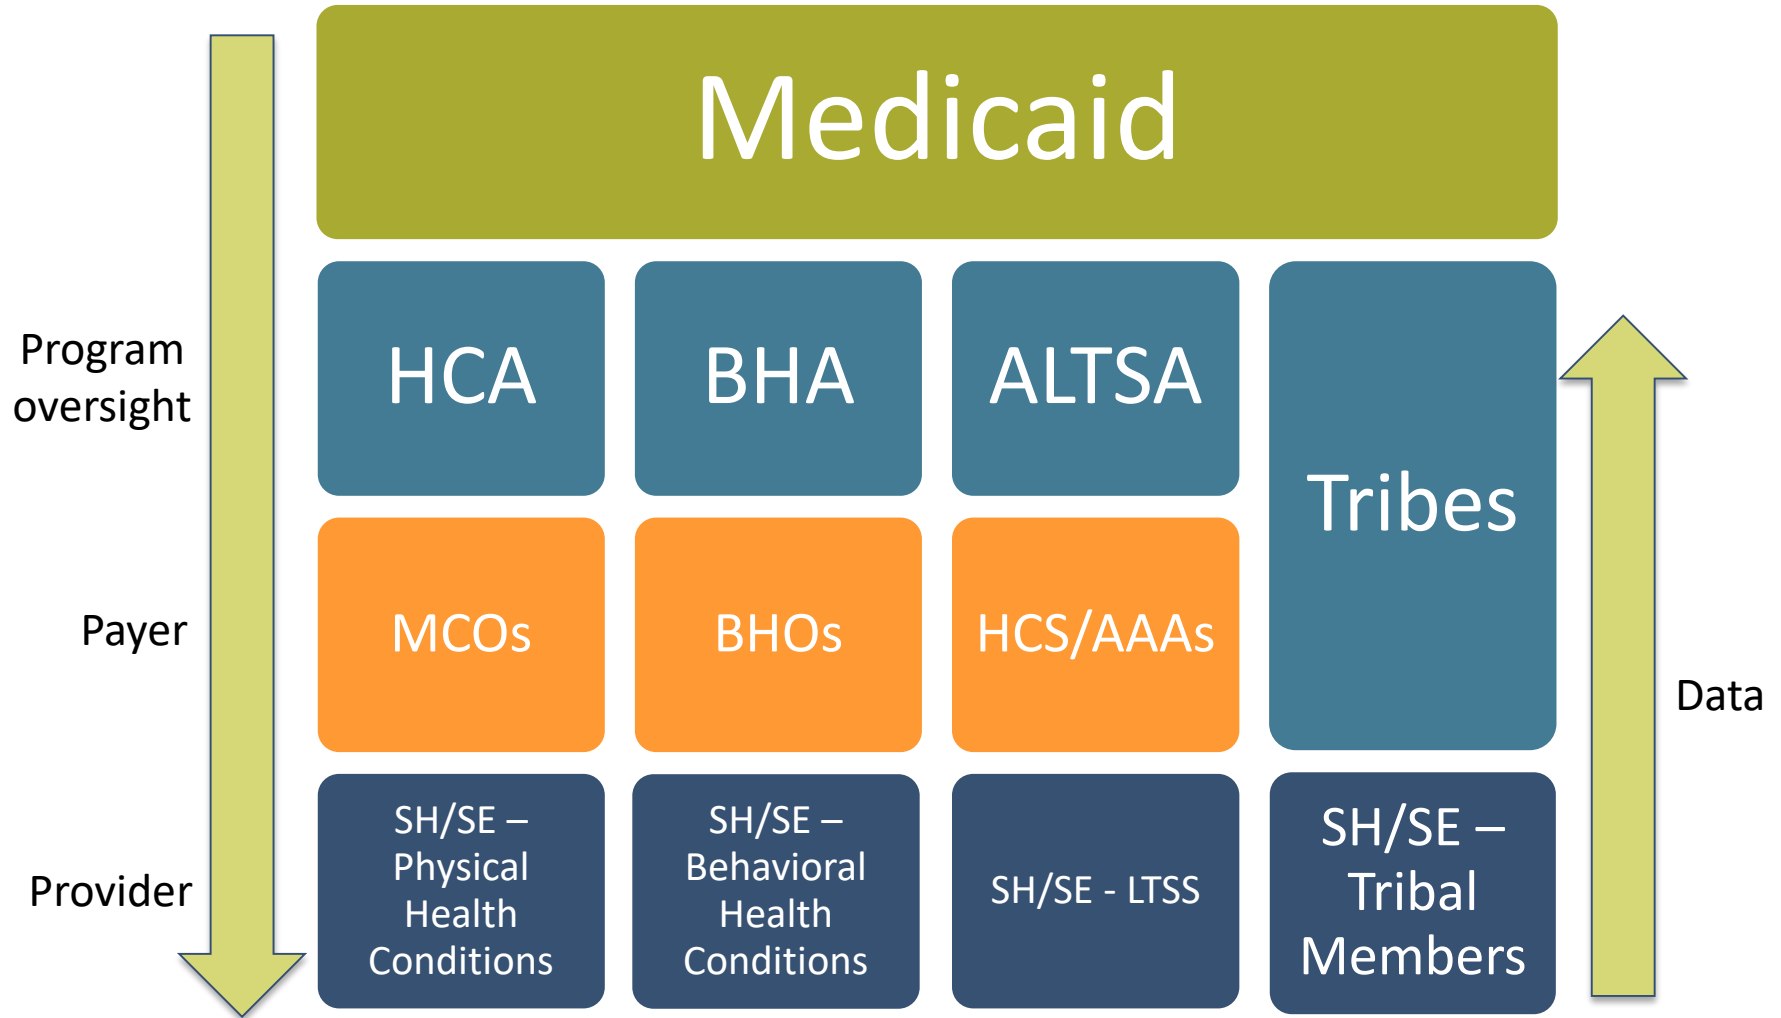 Medicaid
Program
oversight
HCA
BHA
ALTSA
Tribes
Payer
MCOs
BHOs
HCS/AAAs
Data
Provider
SH/SE –
Physical
Health
Conditions
SH/SE –
Behavioral
Health
Conditions
SH/SE - LTSS
SH/SE –
Tribal
Members